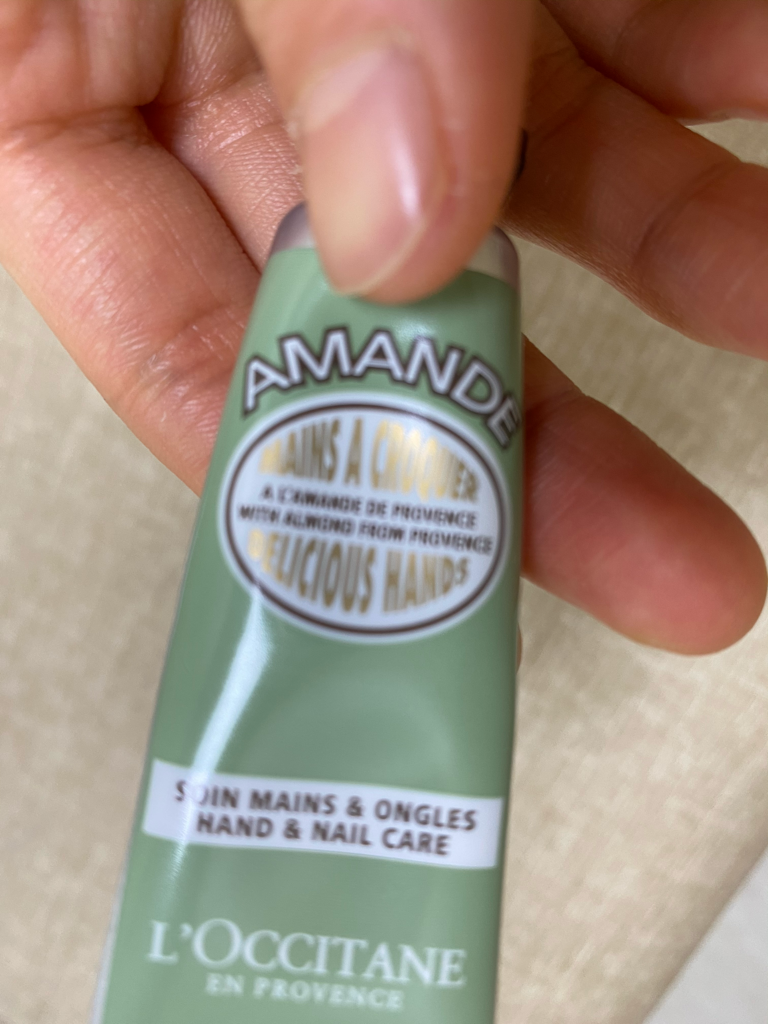 AMANDE
MAINS A CROQUER
A L'AMANDE DE PROVENCE
WITH ALMOND FROM PROVENCE
DELICIOUS HANDS
SOIN MAINS & ONGLES
HAND & NAIL CARE
L'OCCITANE
EN PROVENCE